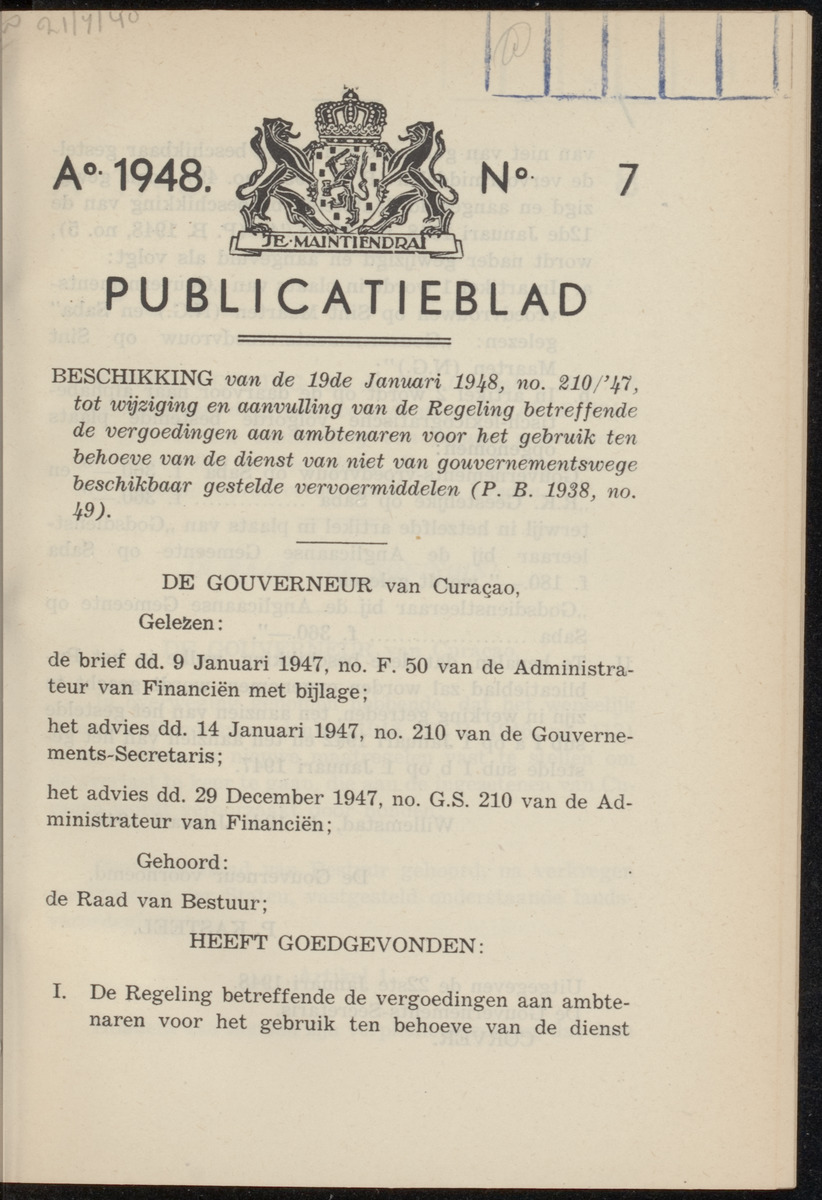 21/7/40
Aº. 1948.
Nº. 7
JE·MAINTIENDRAI
PUBLICATIEBLAD
BESCHIKKING van de 19de Januari 1948, no. 210/'47,
tot wijziging en aanvulling van de Regeling betreffende
de vergoedingen aan ambtenaren voor het gebruik ten
behoeve van de dienst van niet van gouvernementswege
beschikbaar gestelde vervoermiddelen (P. B. 1938, no.
49).
DE GOUVERNEUR van Curaçao,
Gelezen:
de brief dd. 9 Januari 1947, no. F. 50 van de Administra-
teur van Financiën met bijlage;
het advies dd. 14 Januari 1947, no. 210 van de Gouverne-
ments-Secretaris;
het advies dd. 29 December 1947, no. G.S. 210 van de Ad-
ministrateur van Financiën;
Gehoord:
de Raad van Bestuur;
HEEFT GOEDGEVONDEN:
I. De Regeling betreffende de vergoedingen aan ambte-
naren voor het gebruik ten behoeve van de dienst